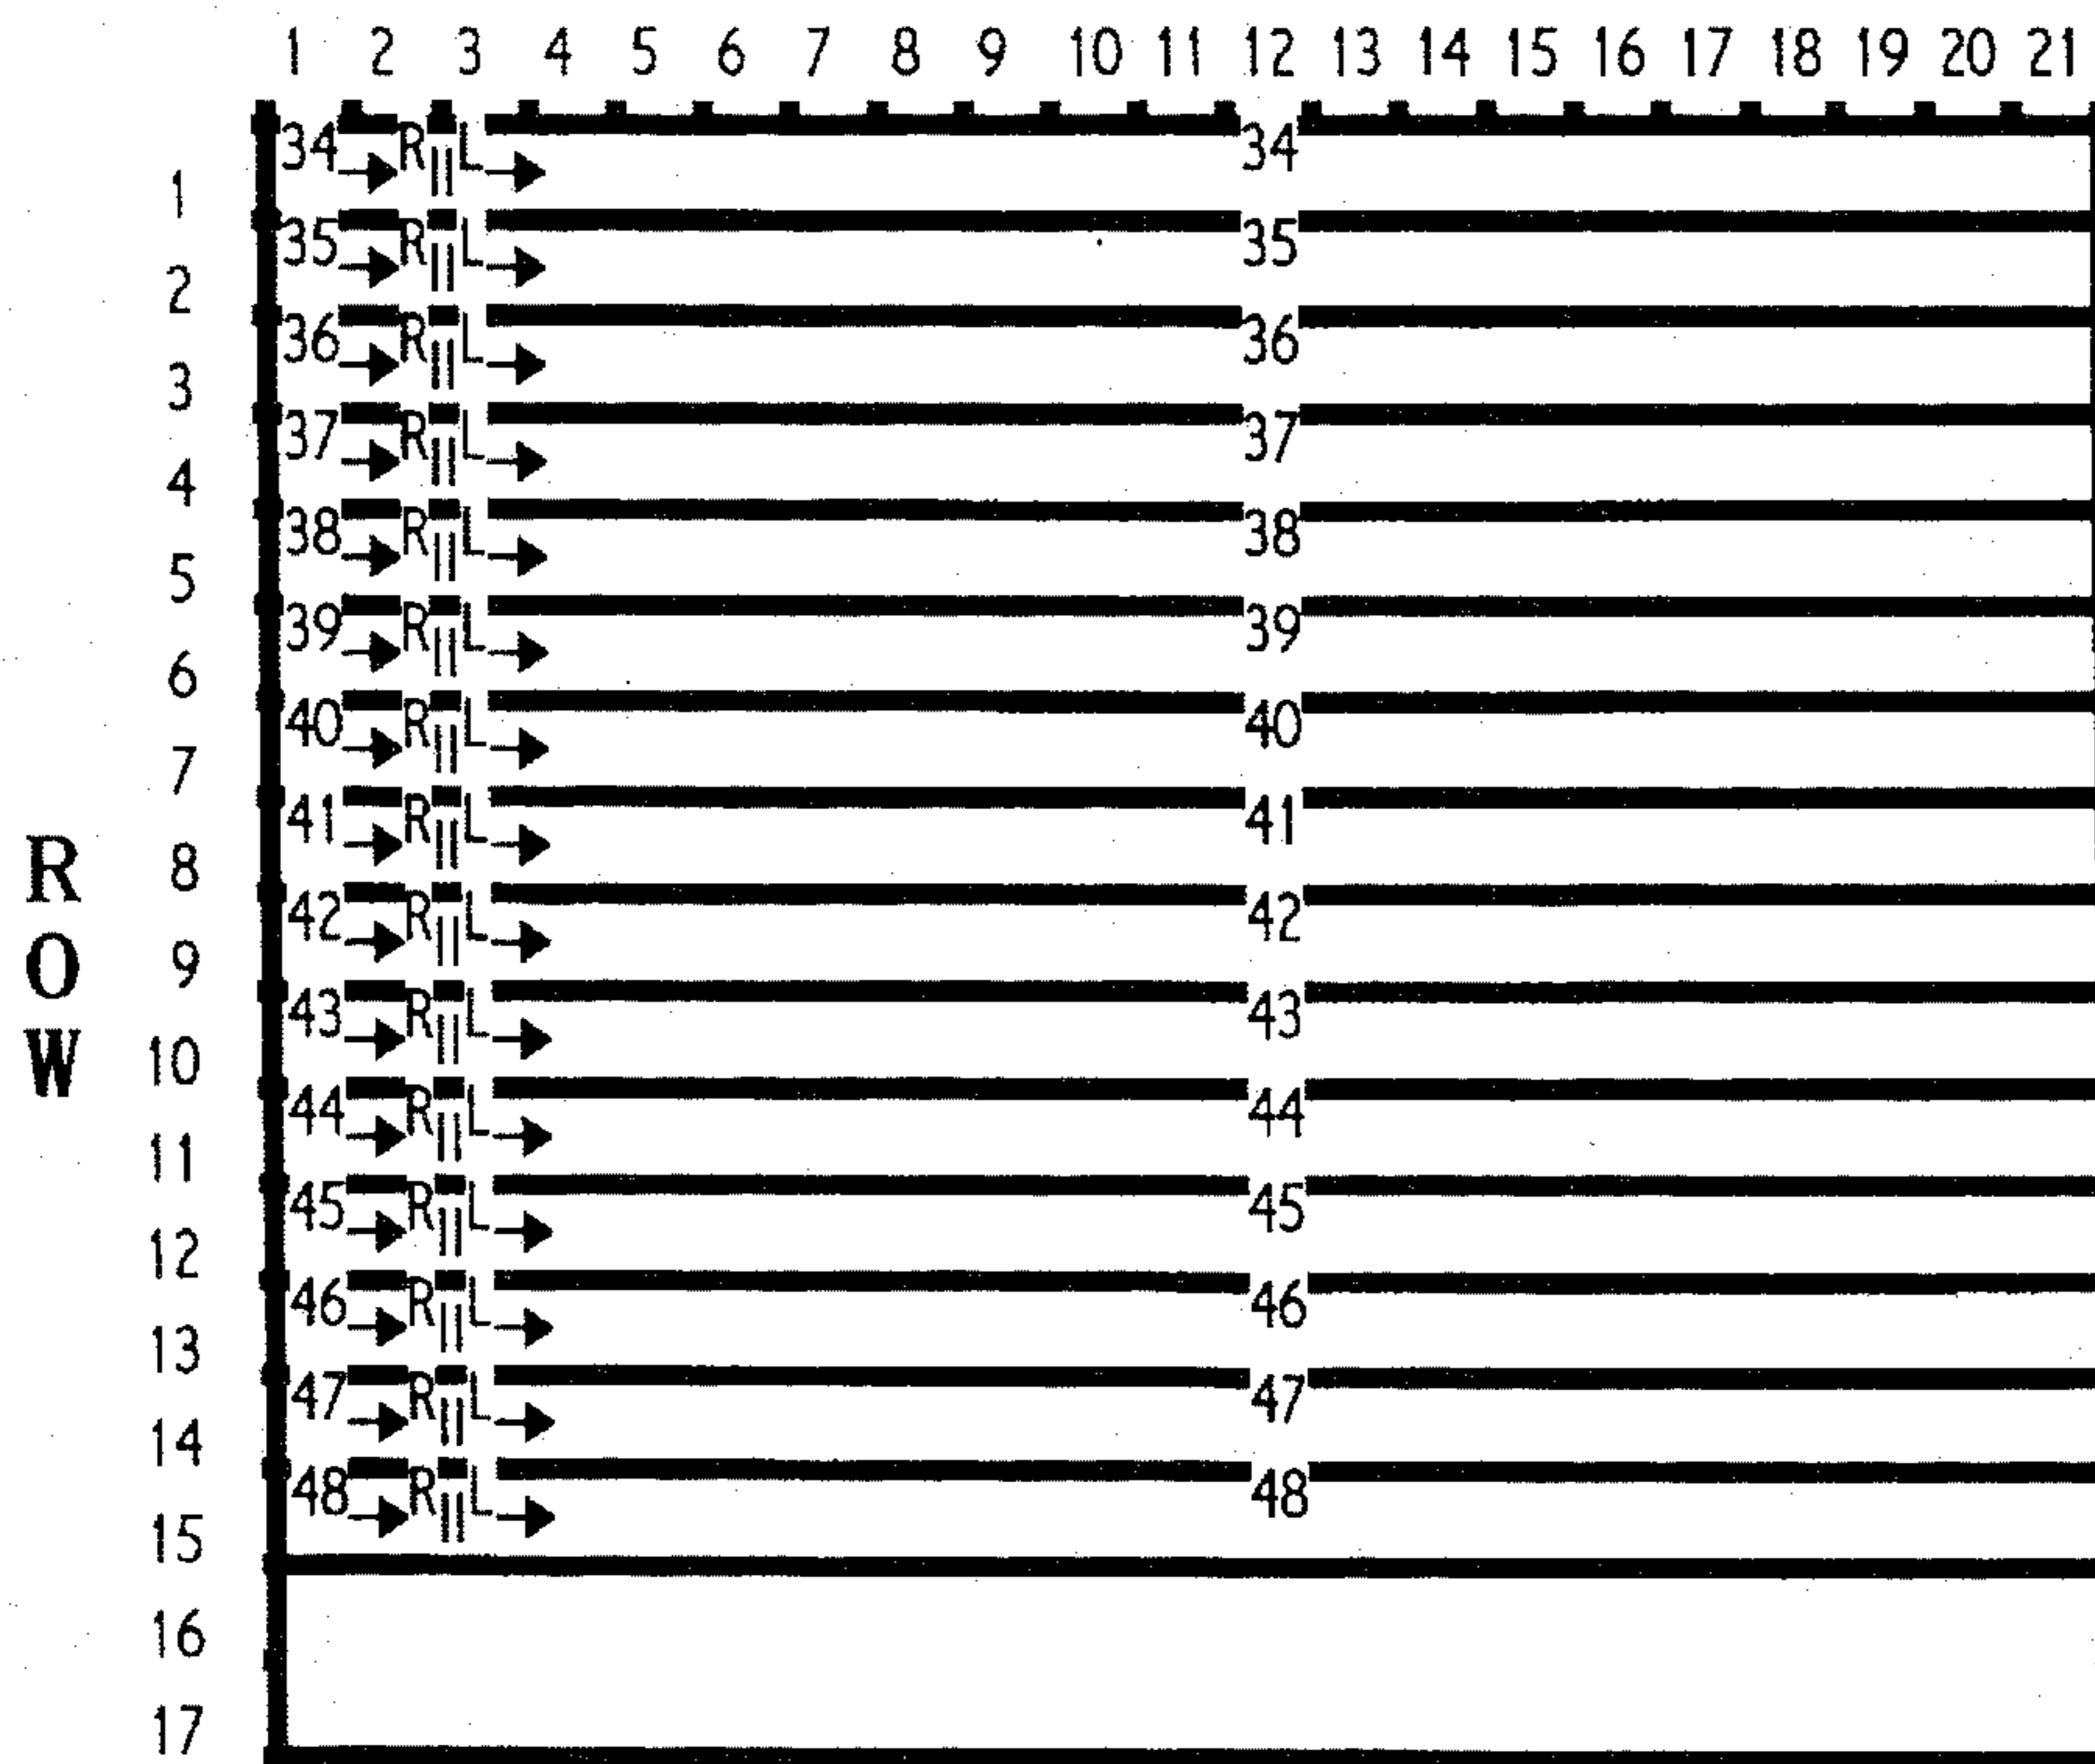 1 2 3 4 5 6 7 8 9 10 11 12 13 14 15 16 17 18 19 20 21
34 R L 34
1
35 R L 35
2
36 R L 36
3
37 R L 37
4
38 R L 38
5
39 R L 39
6
40 R L 40
7
41 R L 41
8
42 R L 42
9
43 R L 43
10
44 R L 44
11
45 R L 45
12
46 R L 46
13
47 R L 47
14
48 R L 48
15
16
17
ROW